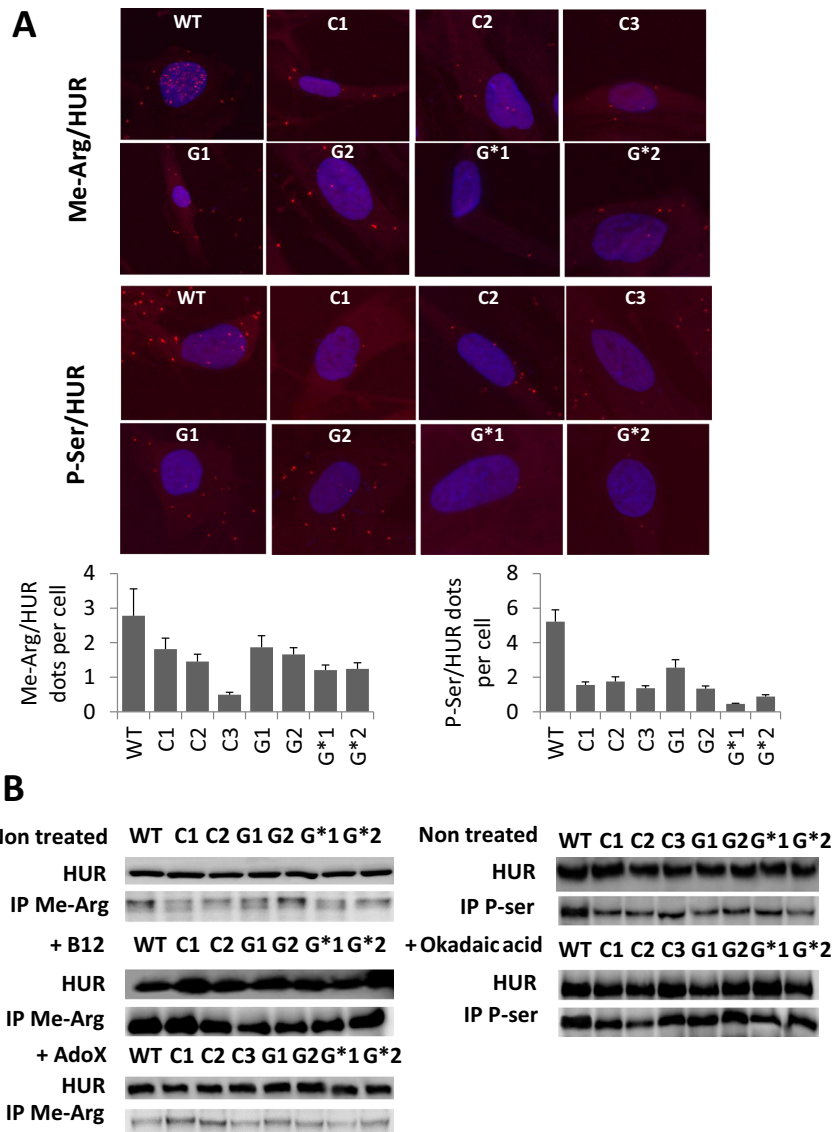 A
Me-Arg/HUR
WT C1 C2 C3
G1 G2 G*1 G*2
P-Ser/HUR
WT C1 C2 C3
G1 G2 G*1 G*2
Me-Arg/HUR
dots per cell
4
3
2
1
0
WT C1 C2 C3 G1 G2 G*1 G*2
P-Ser/HUR dots
per cell
8
6
4
2
0
WT C1 C2 C3 G1 G2 G*1 G*2
B
Non treated WT C1 C2 G1 G2 G*1 G*2
HUR
IP Me-Arg
+ B12 WT C1 C2 G1 G2 G*1 G*2
HUR
IP Me-Arg
+ AdoX WT C1 C2 C3 G1 G2 G*1 G*2
HUR
IP Me-Arg
Non treated WT C1 C2 C3 G1 G2 G*1 G*2
HUR
IP P-ser
+ Okadaic acid WT C1 C2 C3 G1 G2 G*1 G*2
HUR
IP P-ser